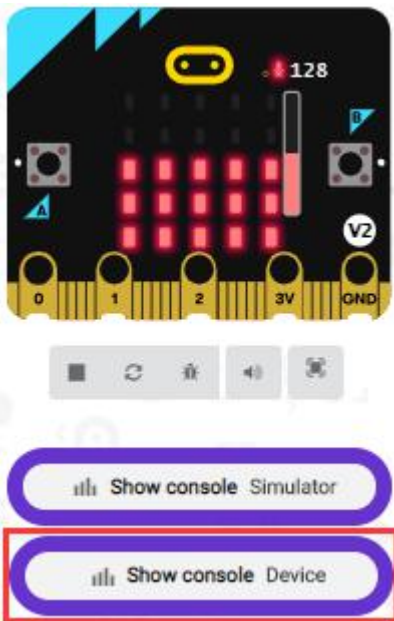 128
B
A
V2
0 1 2 3V GND
Show console Simulator
Show console Device